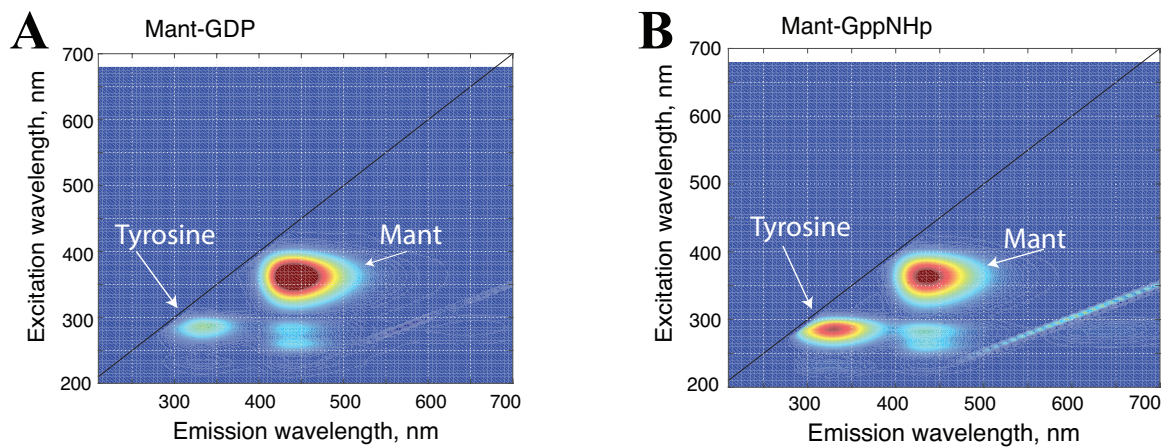 A
Mant-GDP
Excitation wavelength, nm
700
600
500
400
300
200
Tyrosine
Mant
300 400 500 600 700
Emission wavelength, nm
B
Mant-GppNHp
Excitation wavelength, nm
700
600
500
400
300
200
Tyrosine
Mant
300 400 500 600 700
Emission wavelength, nm